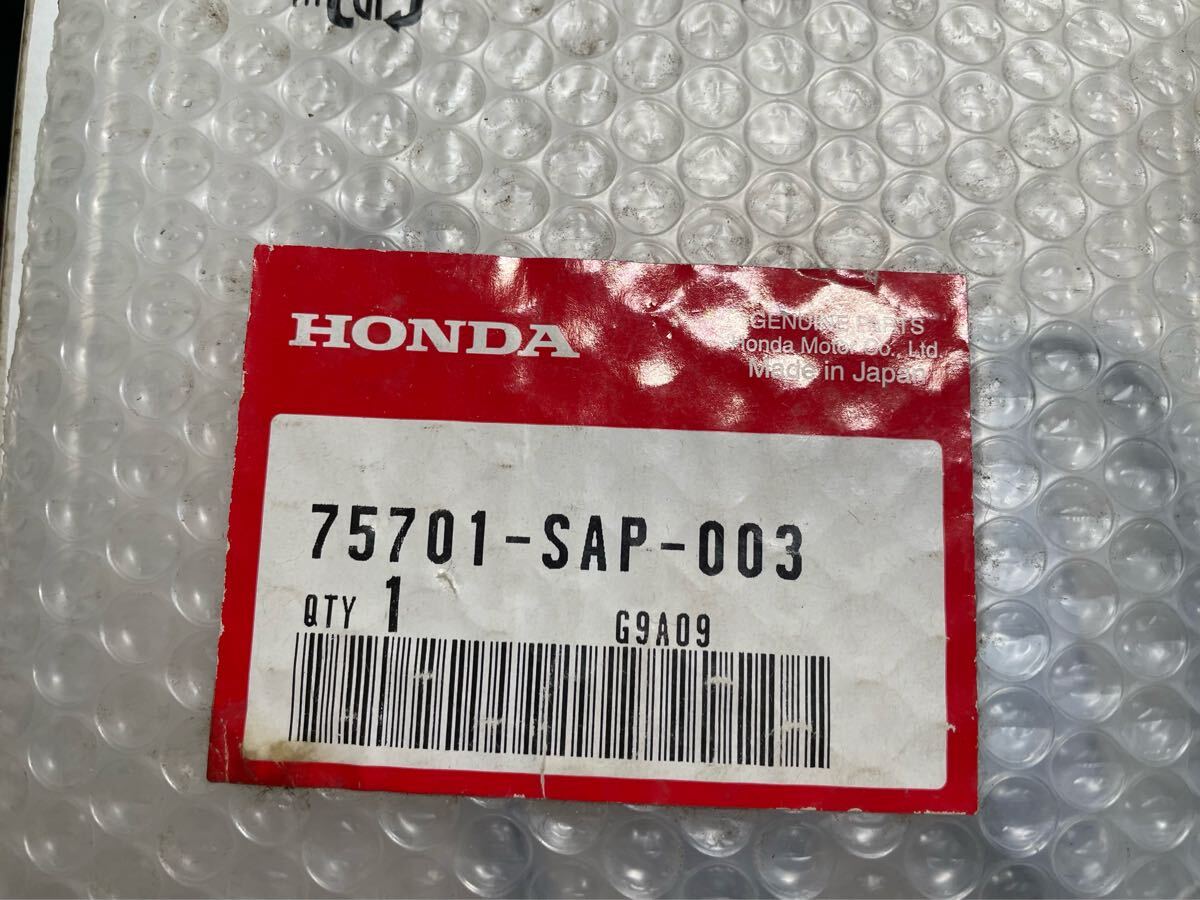 HONDA
GENUINE PARTS
Honda Motor Co., Ltd.
Made in Japan
75701-SAP-003
QTY 1
G9A09